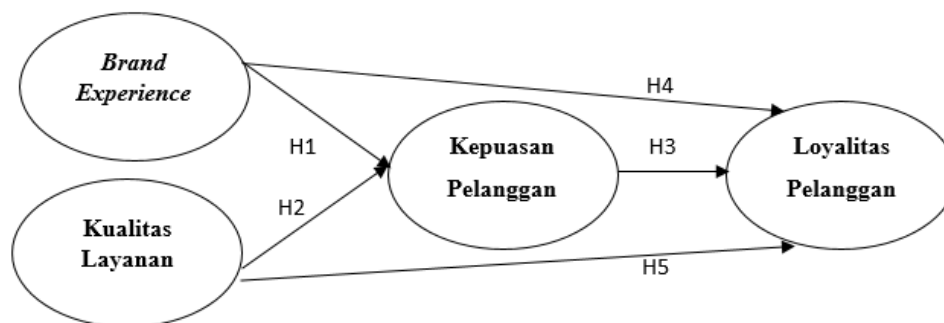 Brand
Experience
H4
H1
Kepuasan
Pelanggan
H3
Loyalitas
Pelanggan
H2
Kualitas
Layanan
H5